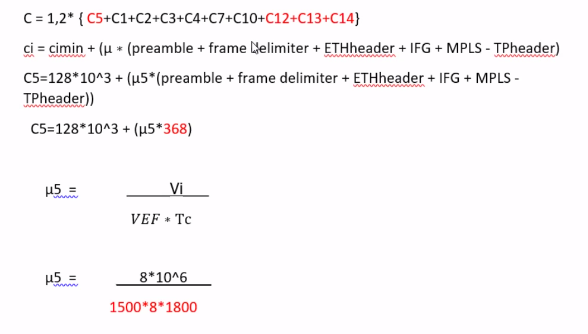 C = 1,2* { C5+C1+C2+C3+C4+C7+C10+C12+C13+C14}
ci = cimin + (μ * (preamble + frame delimiter + ETHheader + IFG + MPLS - TPheader)
C5=128*10^3 + (μ5*(preamble + frame delimiter + ETHheader + IFG + MPLS -
TPheader))
C5=128*10^3 + (μ5*368)
μ5 = Vi
VEF * Tc
μ5 = 8*10^6
1500*8*1800